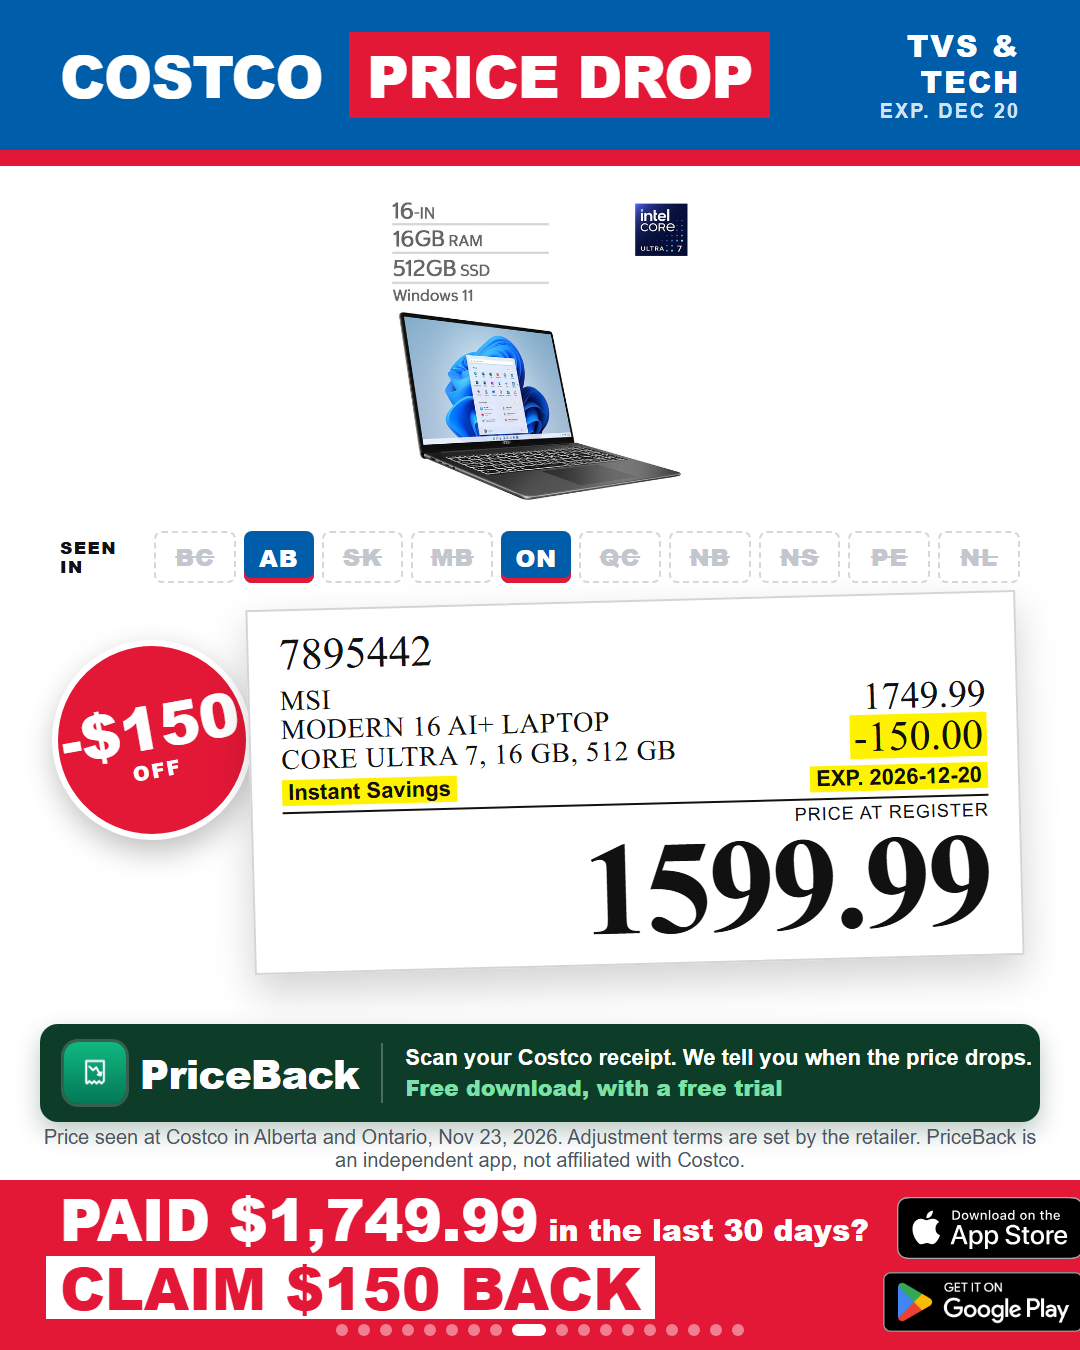 COSTCO PRICE DROP
TVS &
TECH
EXP. DEC 20
16-IN
16GB RAM
512GB SSD
Windows 11
intel
CORE
ULTRA 7
SEEN
IN
BC AB SK MB ON QC NB NS PE NL
-$150
OFF
7895442
MSI
MODERN 16 AI+ LAPTOP
CORE ULTRA 7, 16 GB, 512 GB
Instant Savings
1749.99
-150.00
EXP. 2026-12-20
PRICE AT REGISTER
1599.99
PriceBack
Scan your Costco receipt. We tell you when the price drops.
Free download, with a free trial
Price seen at Costco in Alberta and Ontario, Nov 23, 2026. Adjustment terms are set by the retailer. PriceBack is
an independent app, not affiliated with Costco.
PAID $1,749.99 in the last 30 days?
CLAIM $150 BACK
Download on the
App Store
GET IT ON
Google Play